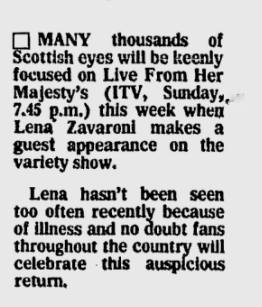 □ MANY thousands of
Scottish eyes will be keenly
focused on Live From Her
Majesty's (ITV, Sunday,
7.45 p.m.) this week when
Lena Zavaroni makes a
guest appearance on the
variety show.
Lena hasn't been seen
too often recently because
of illness and no doubt fans
throughout the country will
celebrate this auspicious
return.